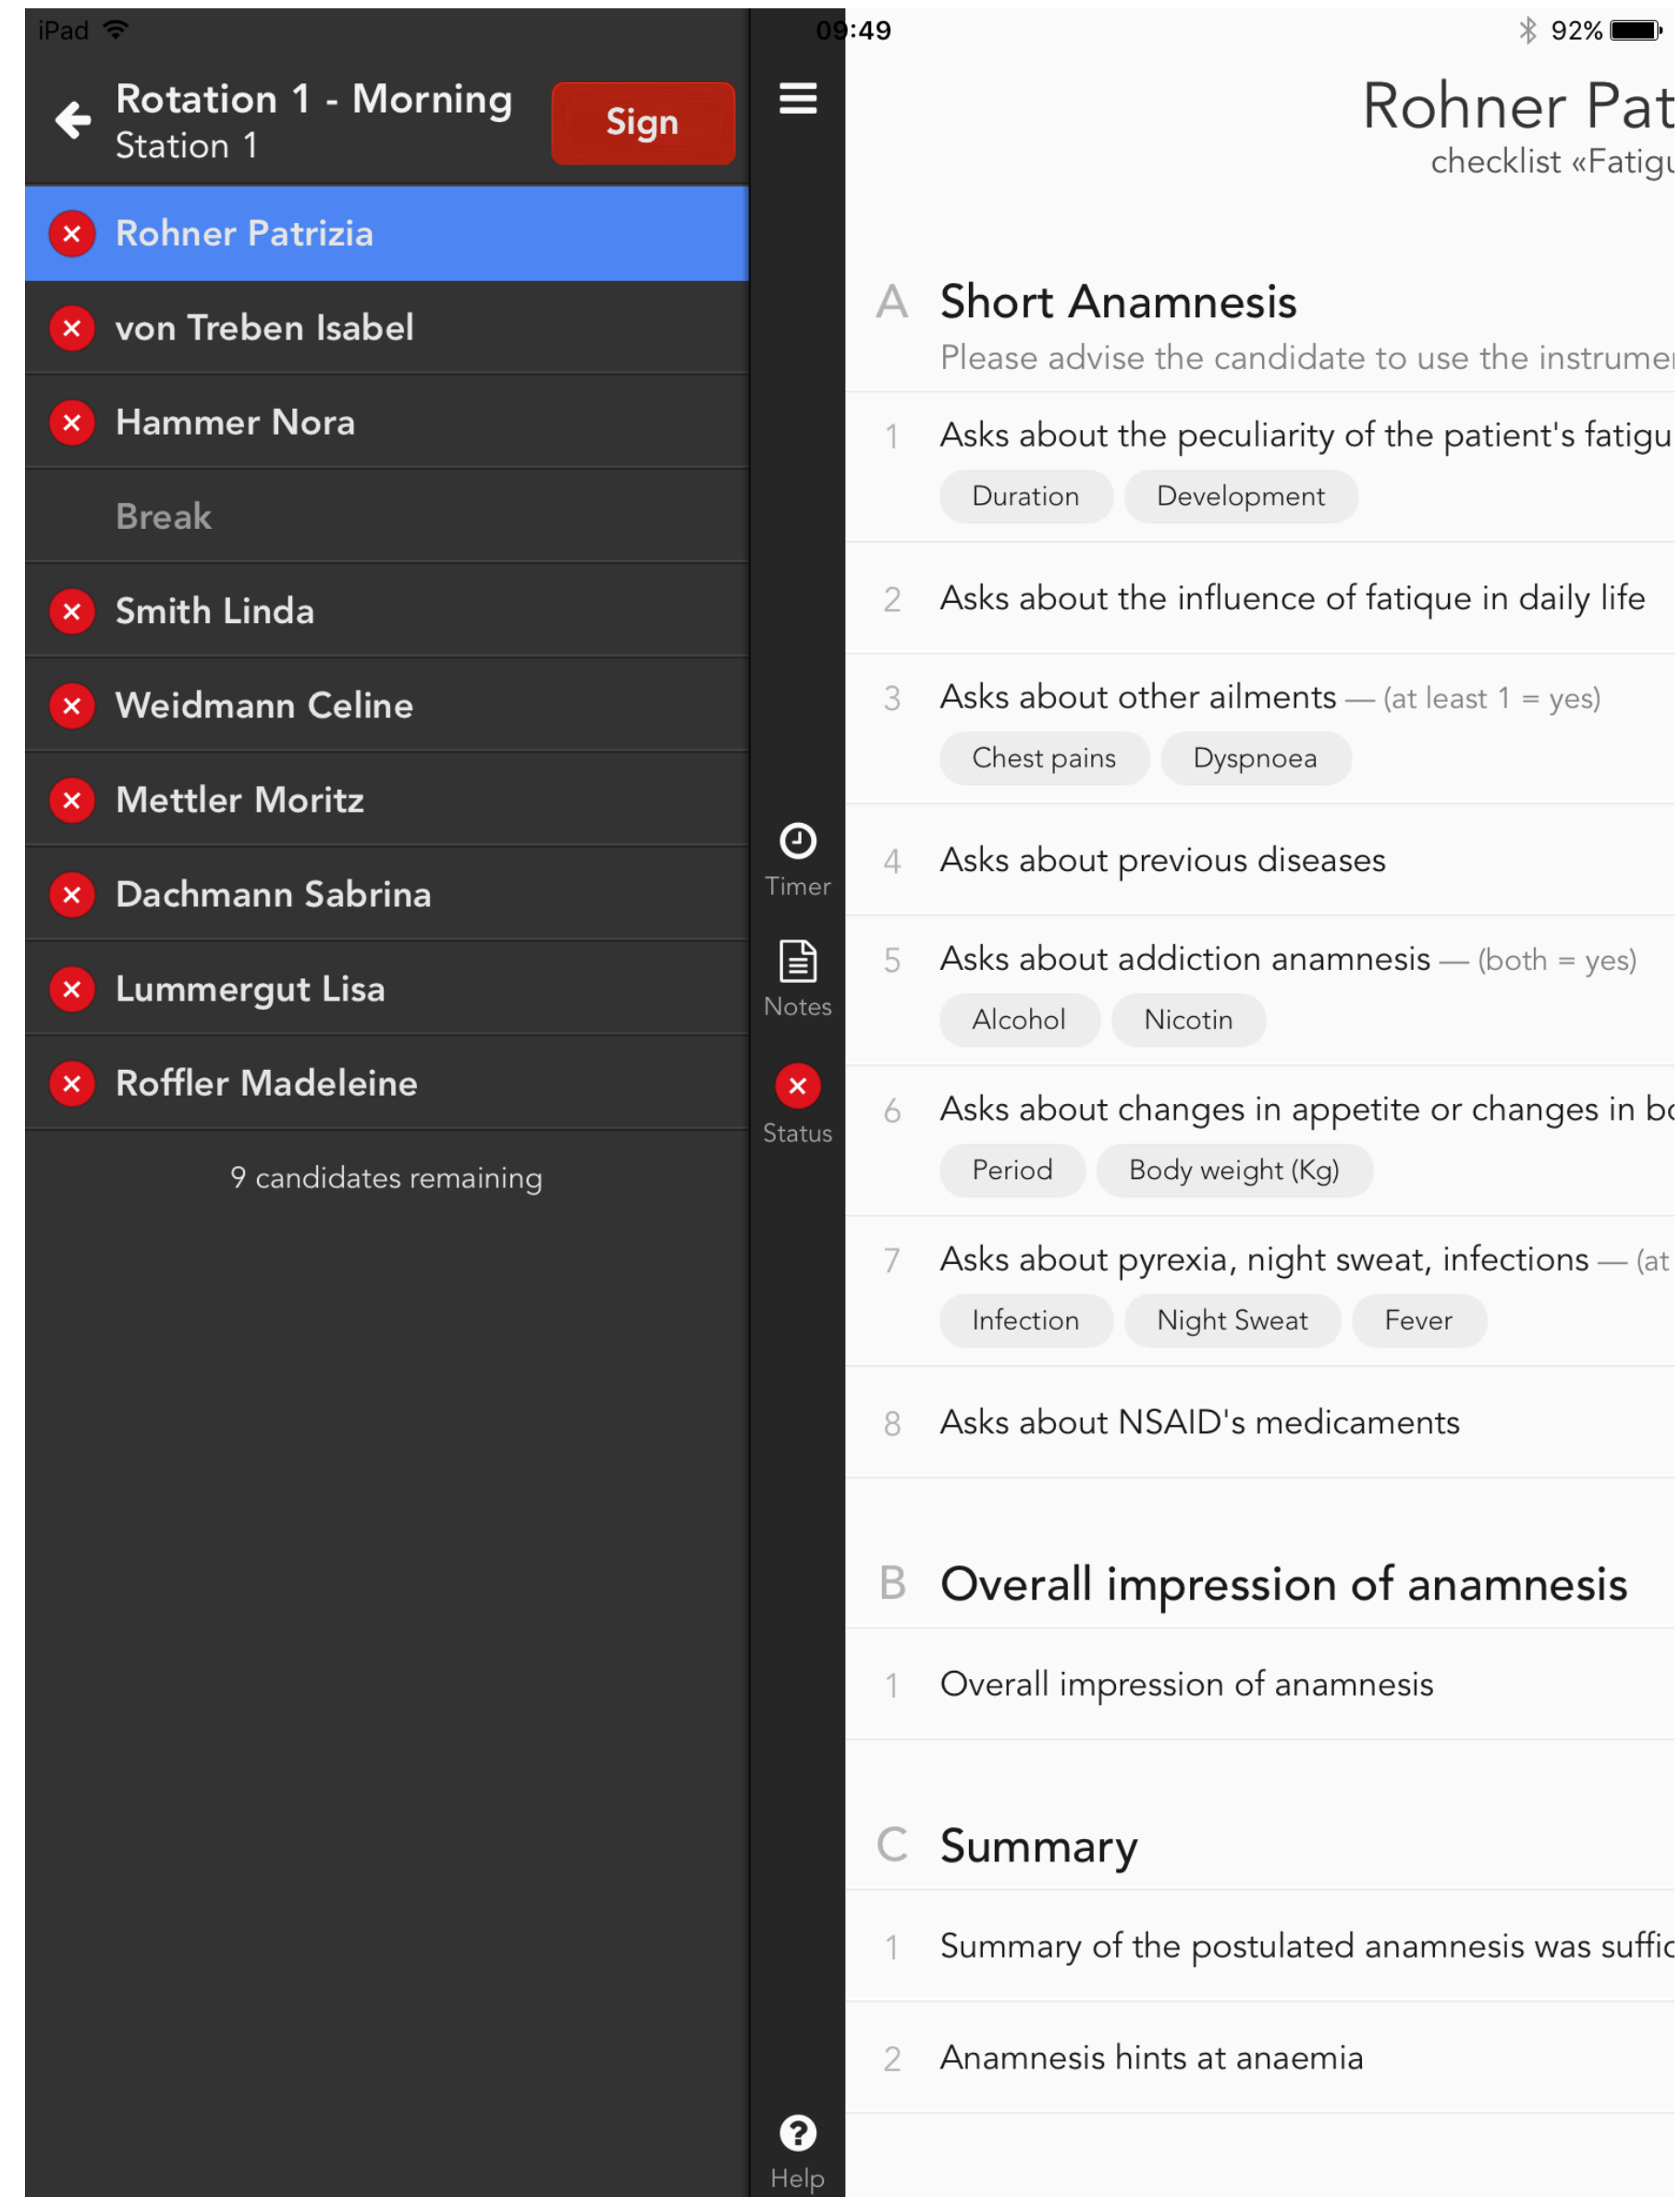 iPad 09:49 92%
Rotation 1 - Morning
Station 1
Sign
Rohner Patrizia
von Treben Isabel
Hammer Nora
Break
Smith Linda
Weidmann Celine
Mettler Moritz
Dachmann Sabrina
Lummergut Lisa
Roffler Madeleine
9 candidates remaining
Timer
Notes
Status
Help
Rohner Pat
checklist «Fatigu
A Short Anamnesis
Please advise the candidate to use the instrumen
1 Asks about the peculiarity of the patient's fatigu
Duration Development
2 Asks about the influence of fatique in daily life
3 Asks about other ailments — (at least 1 = yes)
Chest pains Dyspnoea
4 Asks about previous diseases
5 Asks about addiction anamnesis — (both = yes)
Alcohol Nicotin
6 Asks about changes in appetite or changes in bo
Period Body weight (Kg)
7 Asks about pyrexia, night sweat, infections — (at
Infection Night Sweat Fever
8 Asks about NSAID's medicaments
B Overall impression of anamnesis
1 Overall impression of anamnesis
C Summary
1 Summary of the postulated anamnesis was suffic
2 Anamnesis hints at anaemia